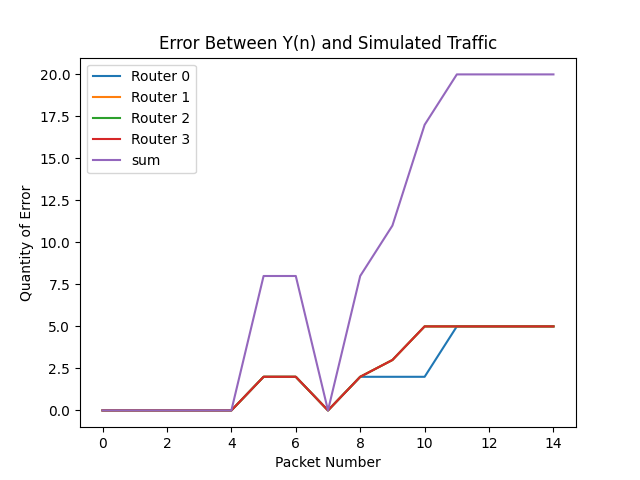 Error Between Y(n) and Simulated Traffic
Router 0
Router 1
Router 2
Router 3
sum
Quantity of Error
20.0
17.5
15.0
12.5
10.0
7.5
5.0
2.5
0.0
0 2 4 6 8 10 12 14
Packet Number